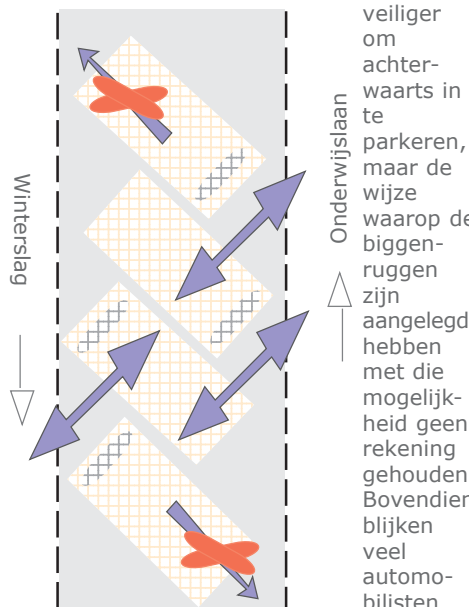 Winterslag
Onderwijslaan
veiliger
om
achter-
waarts in
te
parkeren,
maar de
wijze
waarop de
biggen-
ruggen
zijn
aangelegd
hebben
met die
mogelijk-
heid geen
rekening
gehouden
Bovendien
blijken
veel
automo-
bilisten